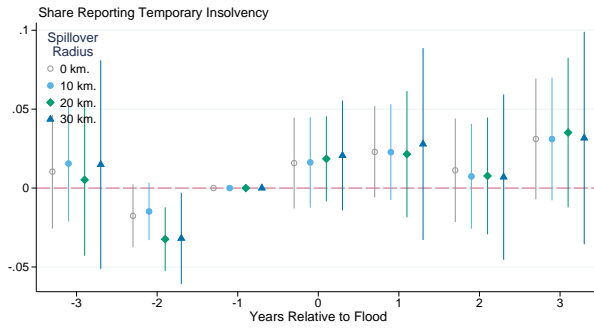 Share Reporting Temporary Insolvency
Spillover
Radius
0 km.
10 km.
20 km.
30 km.
.1
.05
0
-.05
-3 -2 -1 0 1 2 3
Years Relative to Flood